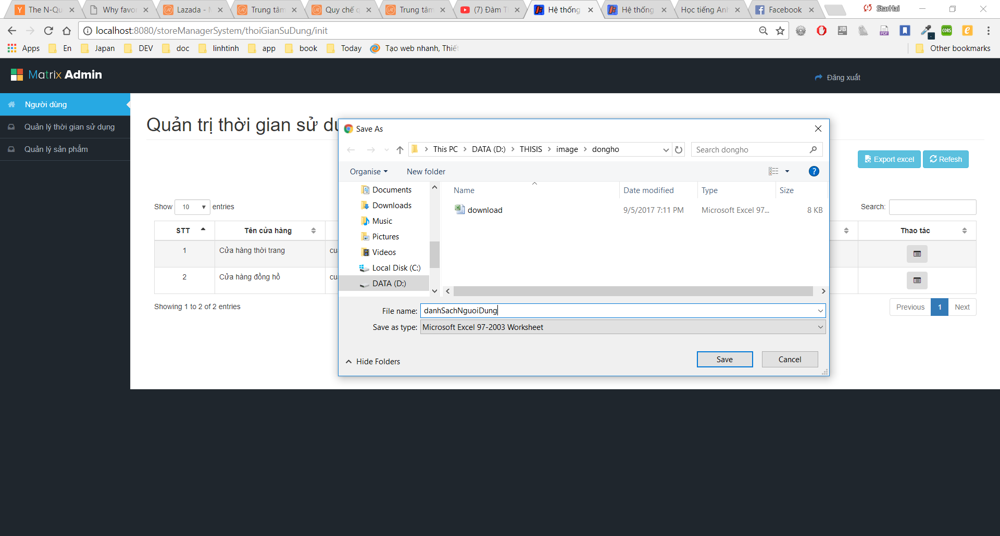 The N-Qu
Why favo
Lazada - M
Trung tâm
Quy chế q
Trung tâm
(7) Đàm T
Hệ thống
Hệ thống
Học tiếng Anh
Facebook
StarHai
localhost:8080/storeManagerSystem/thoiGianSuDung/init
Apps
En
Japan
DEV
doc
linhtinh
app
book
Today
Tạo web nhanh, Thiết
Other bookmarks
Matrix Admin
Đăng xuất
Người dùng
Quản lý thời gian sử dụng
Quản lý sản phẩm
Quản trị thời gian sử dụ
Export excel
Refesh
Show 10 entries
Search:
STT
Tên cửa hàng
Thao tác
1
Cửa hàng thời trang
cu
2
Cửa hàng đồng hồ
cu
Showing 1 to 2 of 2 entries
Previous
1
Next
Save As
This PC > DATA (D:) > THISIS > image > dongho
Search dongho
Organise
New folder
Documents
Downloads
Music
Pictures
Videos
Local Disk (C:)
DATA (D:)
Name
Date modified
Type
Size
download
9/5/2017 7:11 PM
Microsoft Excel 97...
8 KB
File name: danhSachNguoiDung
Save as type: Microsoft Excel 97-2003 Worksheet
Hide Folders
Save
Cancel